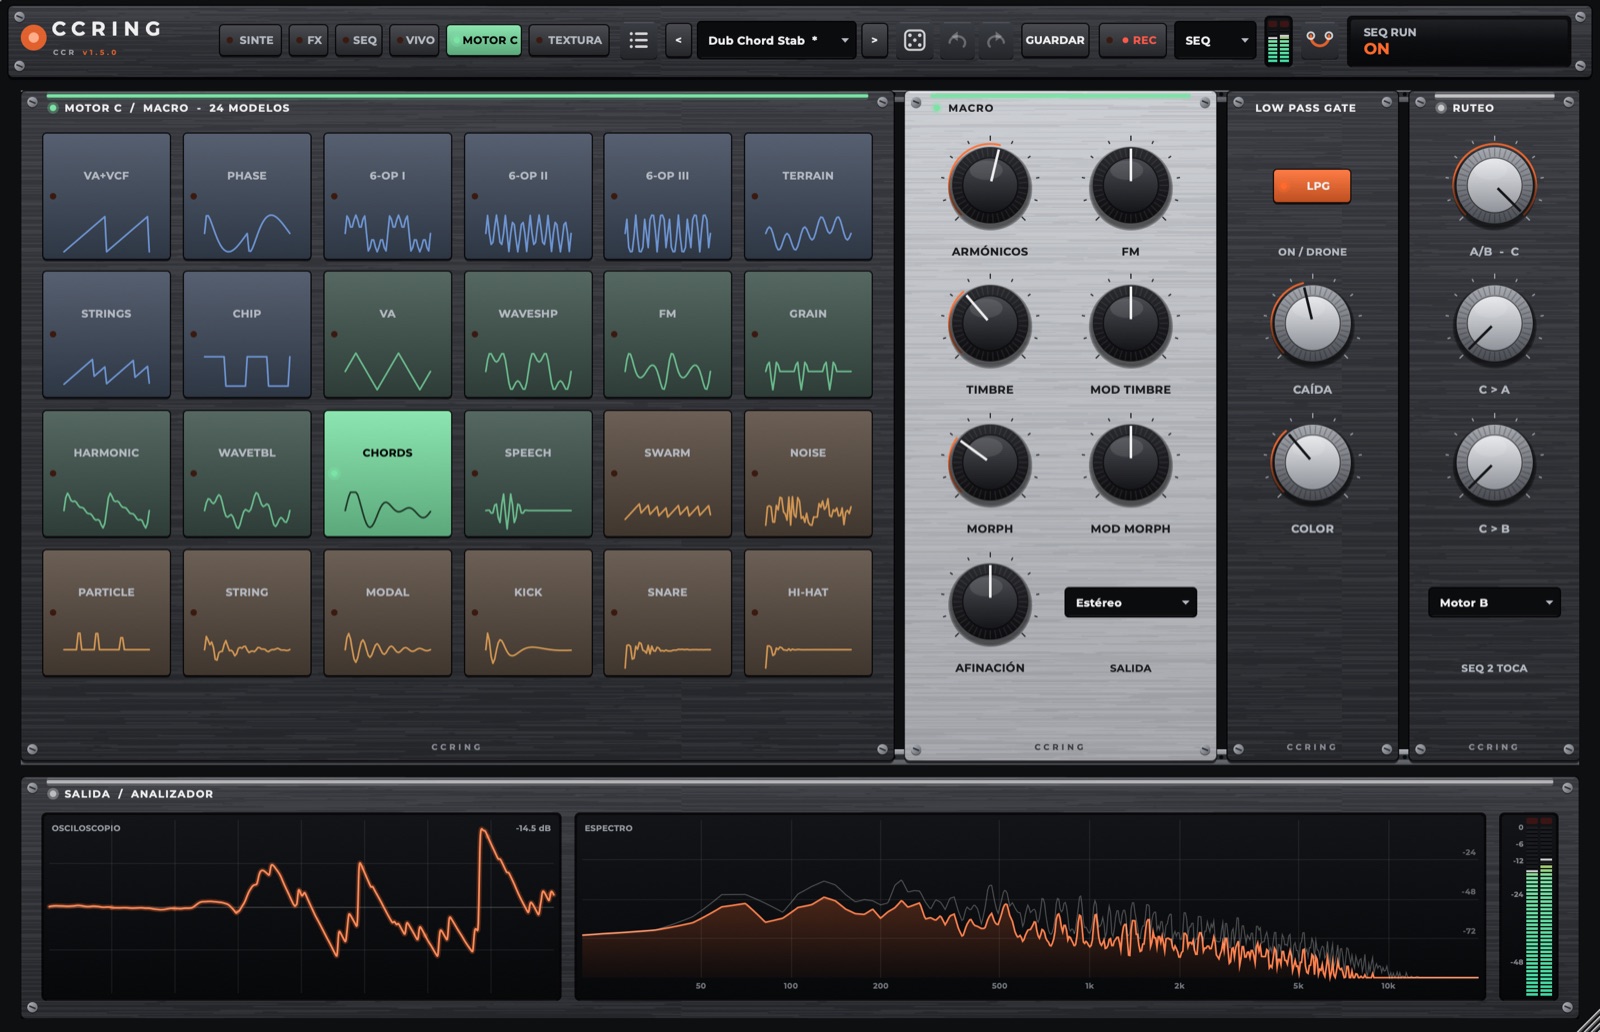 CCRING
CCR v1.5.0
SINTE
FX
SEQ
VIVO
MOTOR C
TEXTURA
<
Dub Chord Stab *
>
GUARDAR
● REC
SEQ
SEQ RUN
ON
MOTOR C / MACRO - 24 MODELOS
VA+VCF
PHASE
6-OP I
6-OP II
6-OP III
TERRAIN
STRINGS
CHIP
VA
WAVESHP
FM
GRAIN
HARMONIC
WAVETBL
CHORDS
SPEECH
SWARM
NOISE
PARTICLE
STRING
MODAL
KICK
SNARE
HI-HAT
CCRING
MACRO
ARMÓNICOS
FM
TIMBRE
MOD TIMBRE
MORPH
MOD MORPH
Estéreo
AFINACIÓN
SALIDA
CCRING
LOW PASS GATE
LPG
ON / DRONE
CAÍDA
COLOR
CCRING
RUTEO
A/B - C
C > A
C > B
Motor B
SEQ 2 TOCA
CCRING
SALIDA / ANALIZADOR
OSCILOSCOPIO
-14.5 dB
ESPECTRO
-24
-48
-72
50
100
200
500
1k
2k
5k
10k
0
-6
-12
-24
-48